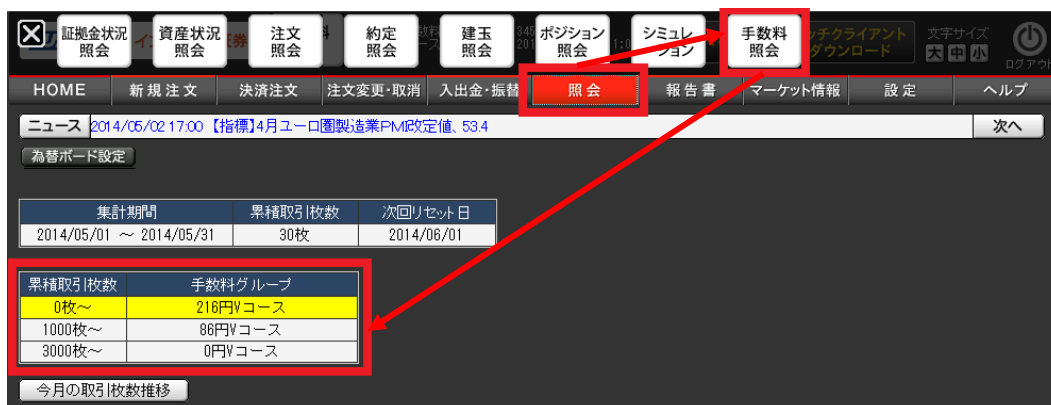 証拠金状況 照会
資産状況 照会
注文 照会
約定 照会
建玉 照会
ポジション 照会
シミュレーション
手数料 照会
ダウンロード
文字サイズ
大 中 小
ログアウト
HOME 新規注文 決済注文 注文変更・取消 入出金・振替 照会 報告書 マーケット情報 設定 ヘルプ
ニュース 2014/05/02 17:00 【指標】4月ユーロ圏製造業PMI改定値、53.4 次へ
為替ボード設定
集計期間 累積取引枚数 次回リセット日
2014/05/01 ～ 2014/05/31 30枚 2014/06/01
累積取引枚数 手数料グループ
0枚～ 216円Vコース
1000枚～ 86円Vコース
3000枚～ 0円Vコース
今月の取引枚数推移